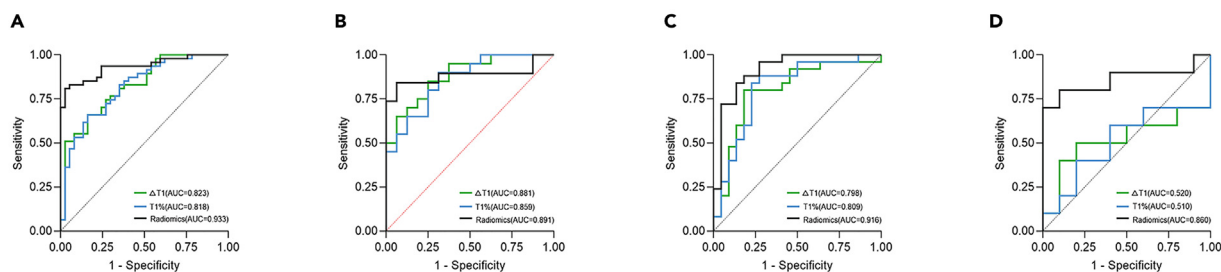 A
Sensitivity
1.00
0.75
0.50
0.25
0.00
△T1(AUC=0.823)
T1%(AUC=0.818)
Radiomics(AUC=0.933)
0.00 0.25 0.50 0.75 1.00
1 - Specificity
B
Sensitivity
1.00
0.75
0.50
0.25
0.00
△T1(AUC=0.881)
T1%(AUC=0.859)
Radiomics(AUC=0.891)
0.00 0.25 0.50 0.75 1.00
1 - Specificity
C
Sensitivity
1.00
0.75
0.50
0.25
0.00
△T1(AUC=0.798)
T1%(AUC=0.809)
Radiomics(AUC=0.916)
0.00 0.25 0.50 0.75 1.00
1 - Specificity
D
Sensitivity
1.00
0.75
0.50
0.25
0.00
△T1(AUC=0.520)
T1%(AUC=0.510)
Radiomics(AUC=0.860)
0.00 0.25 0.50 0.75 1.00
1 - Specificity